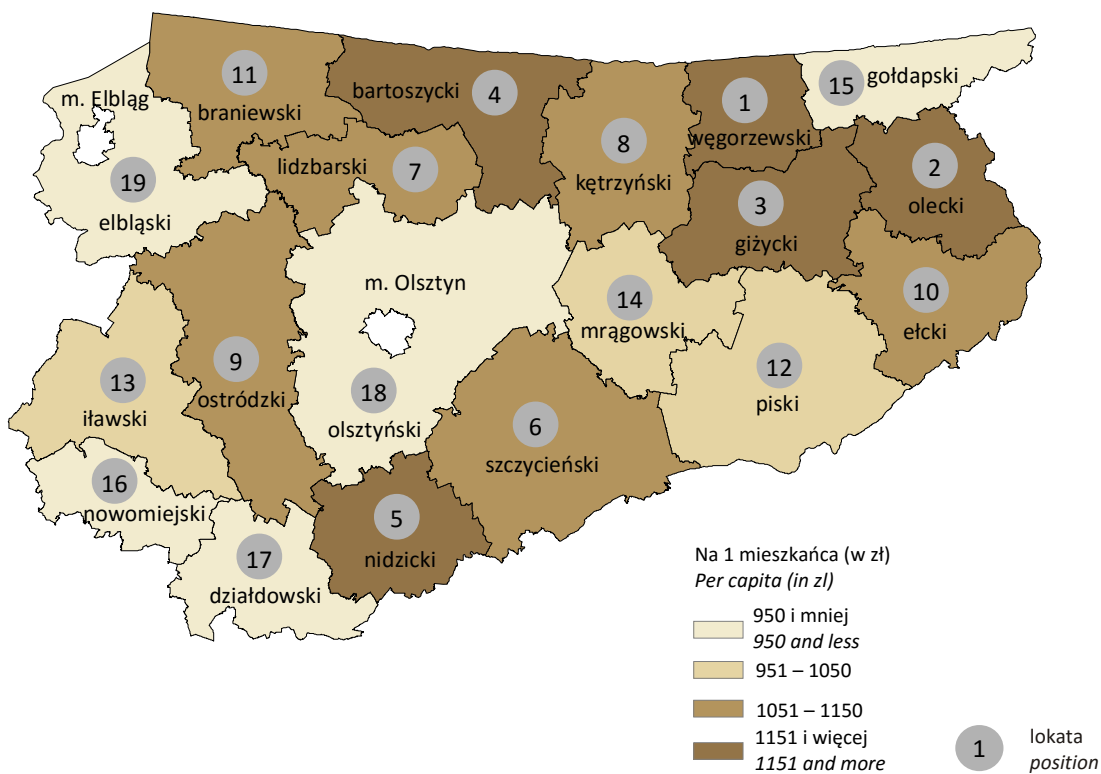 11
braniewski
m. Elbląg
bartoszycki
4
1
węgorzewski
15
gołdapski
8
kętrzyński
lidzbarski
7
19
elbląski
2
olecki
3
giżycki
m. Olsztyn
14
mrągowski
10
ełcki
9
ostródzki
13
iławski
18
olsztyński
12
piski
6
szczycieński
16
nowomiejski
5
nidzicki
17
działdowski
Na 1 mieszkańca (w zł)
Per capita (in zl)
950 i mniej
950 and less
951 – 1050
1051 – 1150
1151 i więcej
1151 and more
1
lokata
position